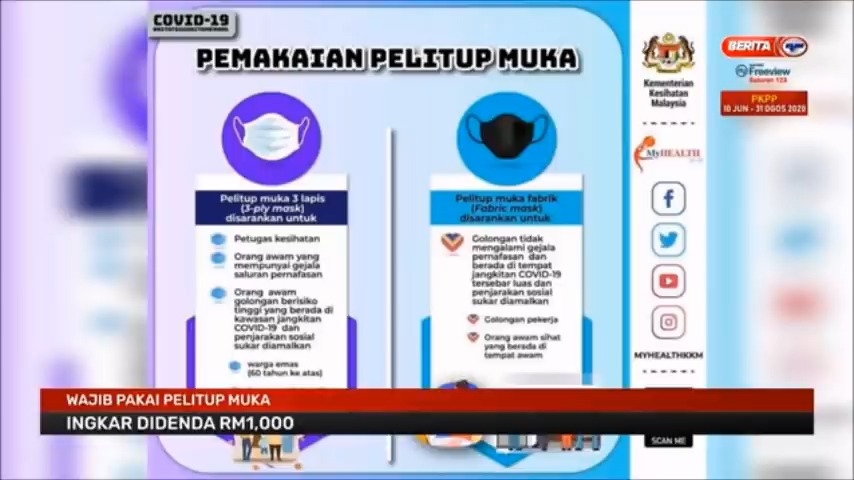 COVID-19
PEMAKAIAN PELITUP MUKA
Pelitup muka 3 lapis
(3-ply mask)
disarankan untuk
Petugas kesihatan
Orang awam yang
mempunyai gejala
saluran pernafasan
Orang awam
golongan berisiko
tinggi yang berada di
kawasan jangkitan
COVID-19 dan
penjarakan sosial
sukar diamalkan
warga emas
(60 tahun ke atas)
Pelitup muka fabrik
(Fabric mask)
disarankan untuk
Golongan tidak
mengalami gejala
pernafasan dan
berada di tempat
jangkitan COVID-19
tersebar luas dan
penjarakan sosial
sukar diamalkan
Golongan pekerja
Orang awam sihat
yang berada di
tempat awam
Kementerian
Kesihatan
Malaysia
MyHEALTH
MYHEALTHKKM
SCAN ME
BERITA
Freeview
Saluran 123
PKPP
10 JUN - 31 OGOS 2020
WAJIB PAKAI PELITUP MUKA
INGKAR DIDENDA RM1,000